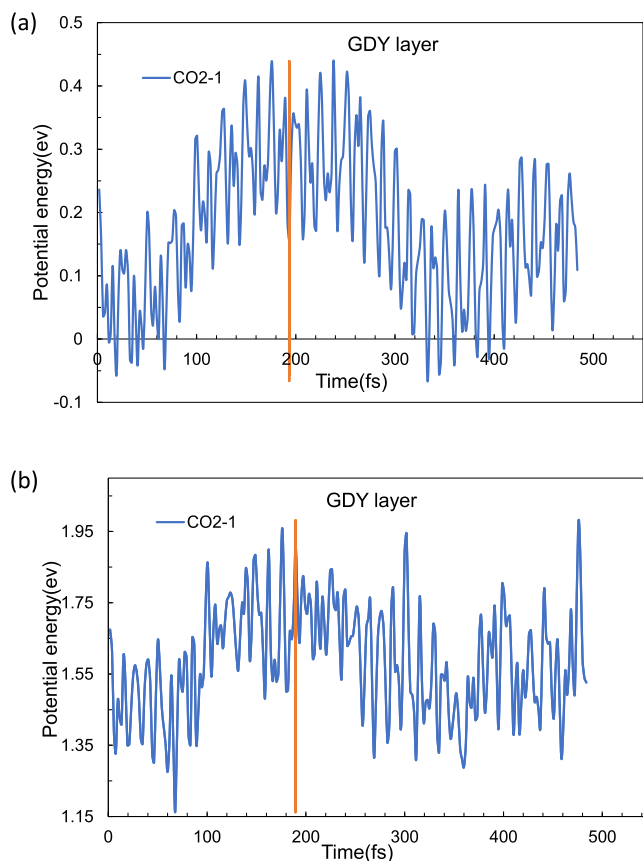 (a)
GDY layer
CO2-1
Potential energy(ev)
0.5
0.4
0.3
0.2
0.1
0
-0.1
0 100 200 300 400 500
Time(fs)
(b)
GDY layer
CO2-1
Potential energy(ev)
1.95
1.75
1.55
1.35
1.15
0 100 200 300 400 500
Time(fs)